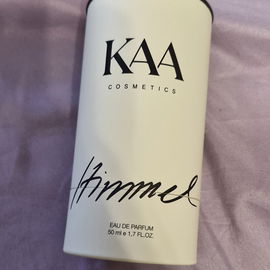 KAA
COSMETICS
Himmel
EAU DE PARFUM
50 ml e 1,7 FL.OZ.